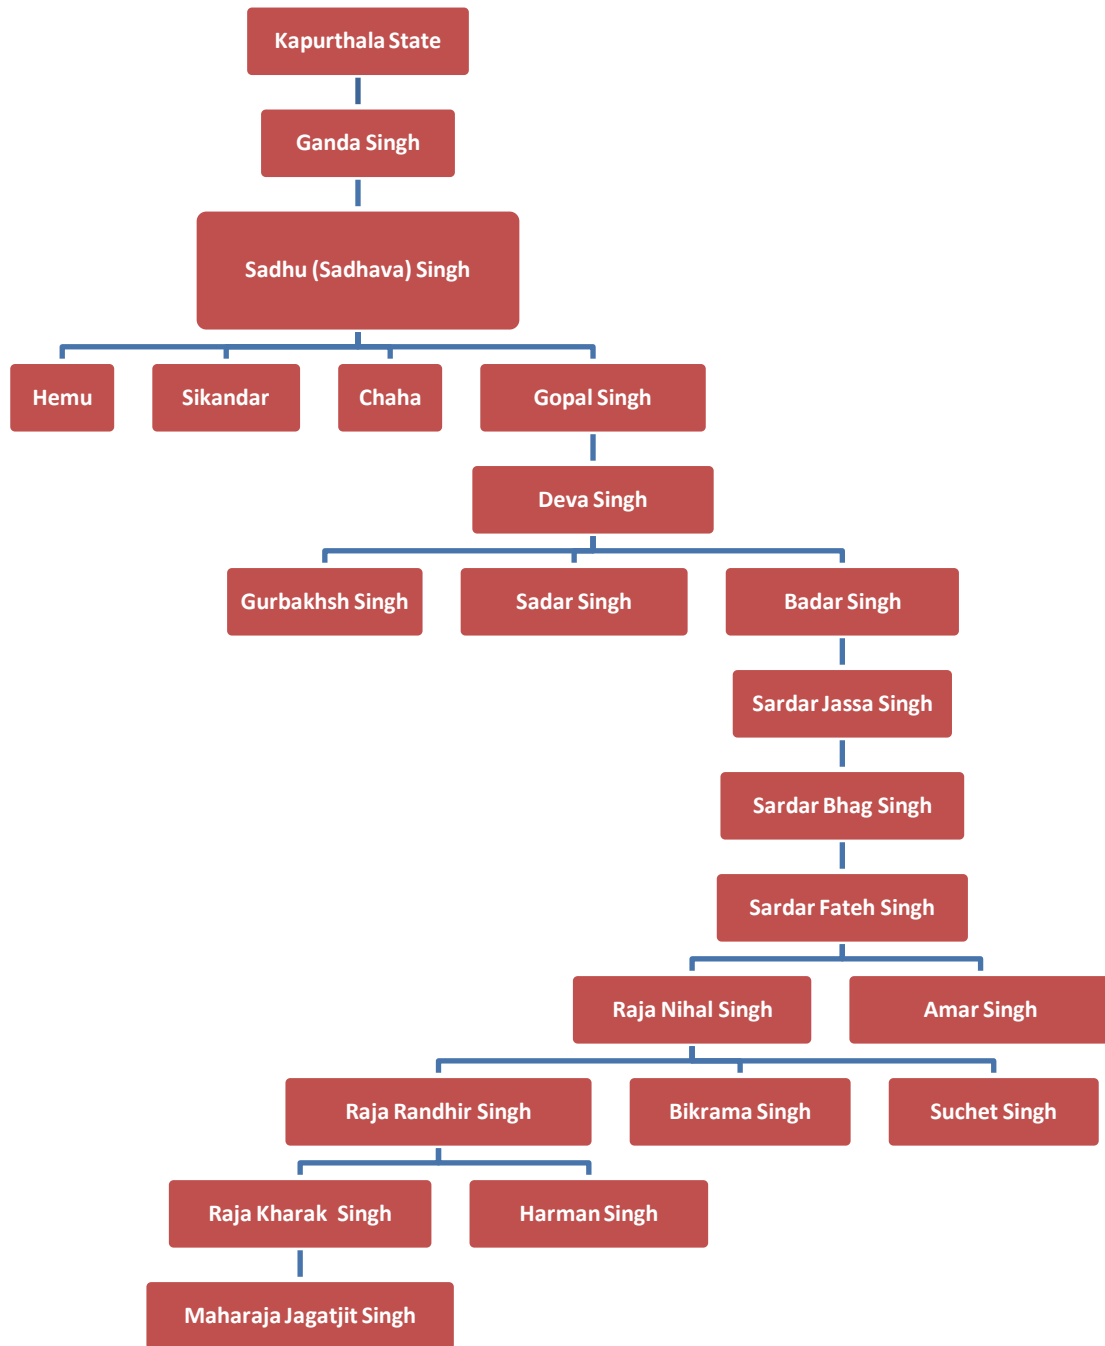 Kapurthala State
Ganda Singh
Sadhu (Sadhava) Singh
Hemu
Sikandar
Chaha
Gopal Singh
Deva Singh
Gurbakhsh Singh
Sadar Singh
Badar Singh
Sardar Jassa Singh
Sardar Bhag Singh
Sardar Fateh Singh
Raja Nihal Singh
Amar Singh
Raja Randhir Singh
Bikrama Singh
Suchet Singh
Raja Kharak Singh
Harman Singh
Maharaja Jagatjit Singh